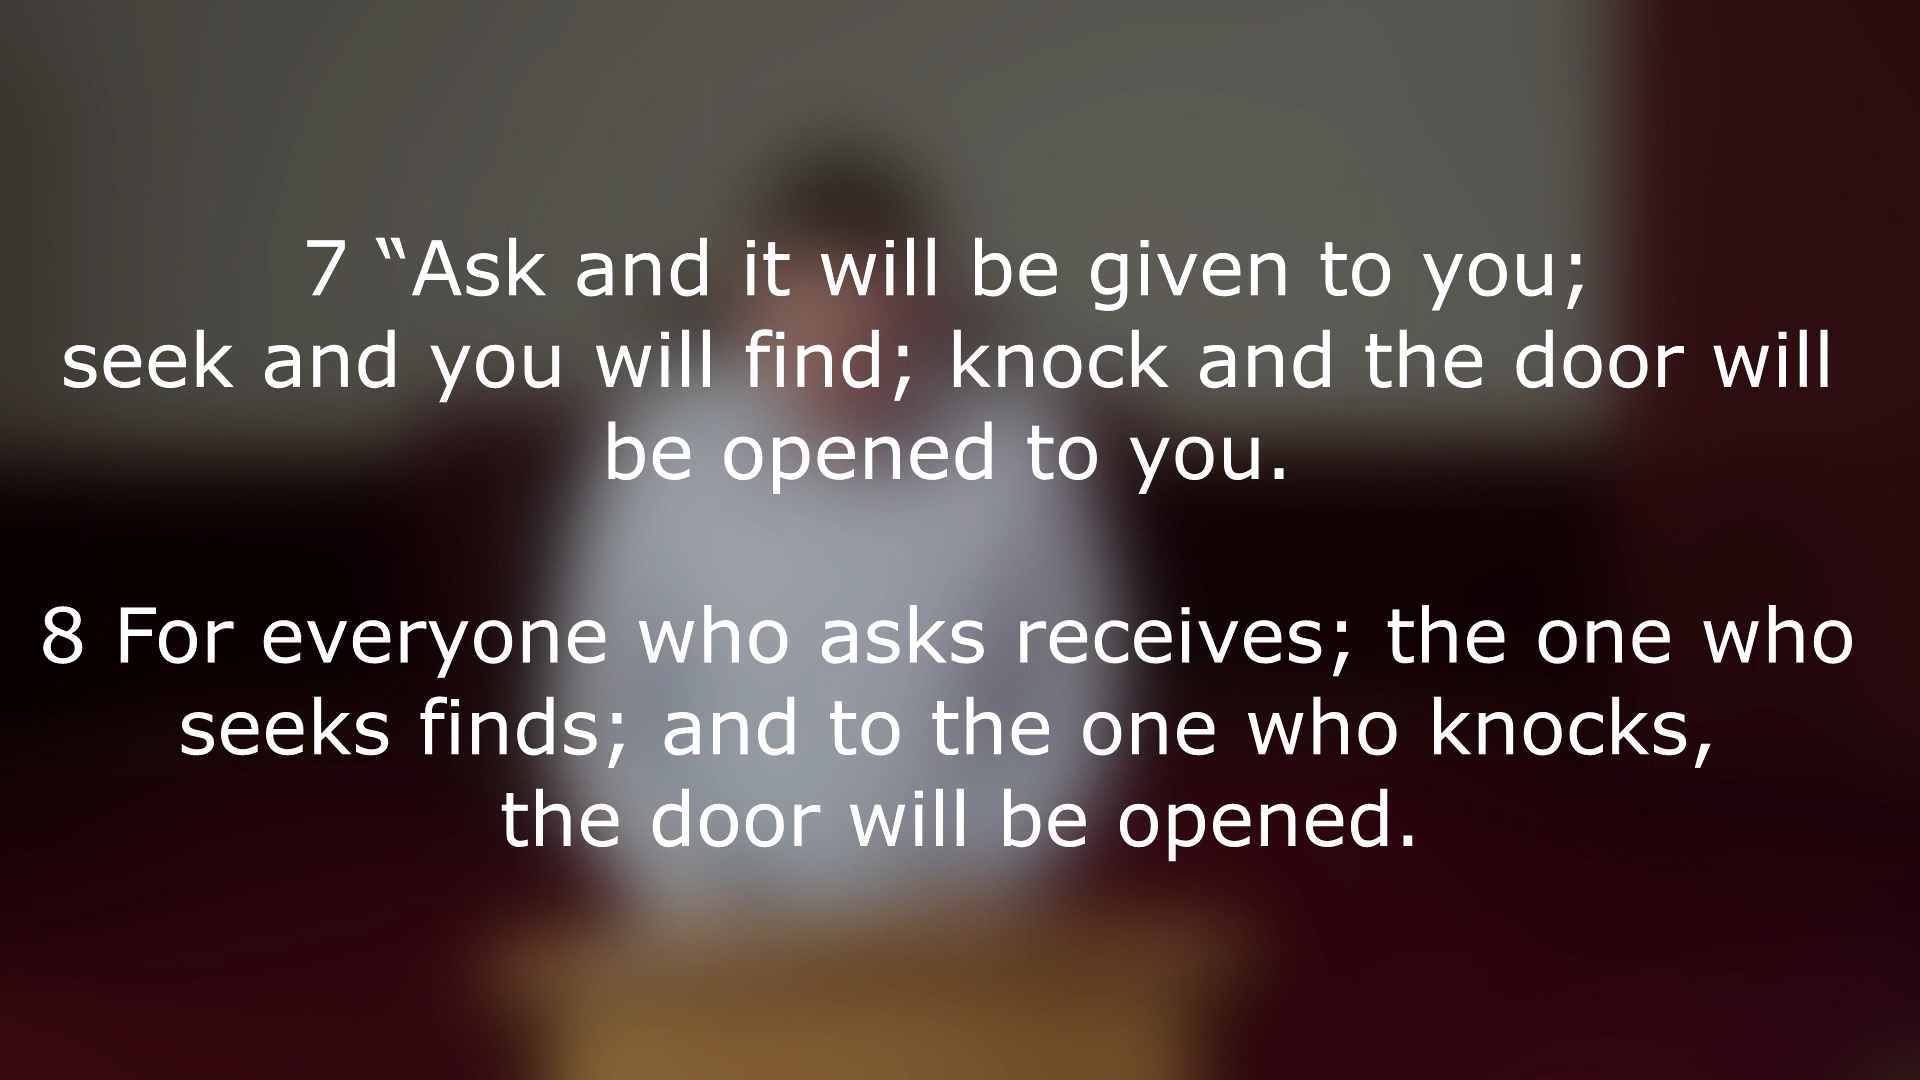 7 “Ask and it will be given to you;
seek and you will find; knock and the door will
be opened to you.
8 For everyone who asks receives; the one who
seeks finds; and to the one who knocks,
the door will be opened.